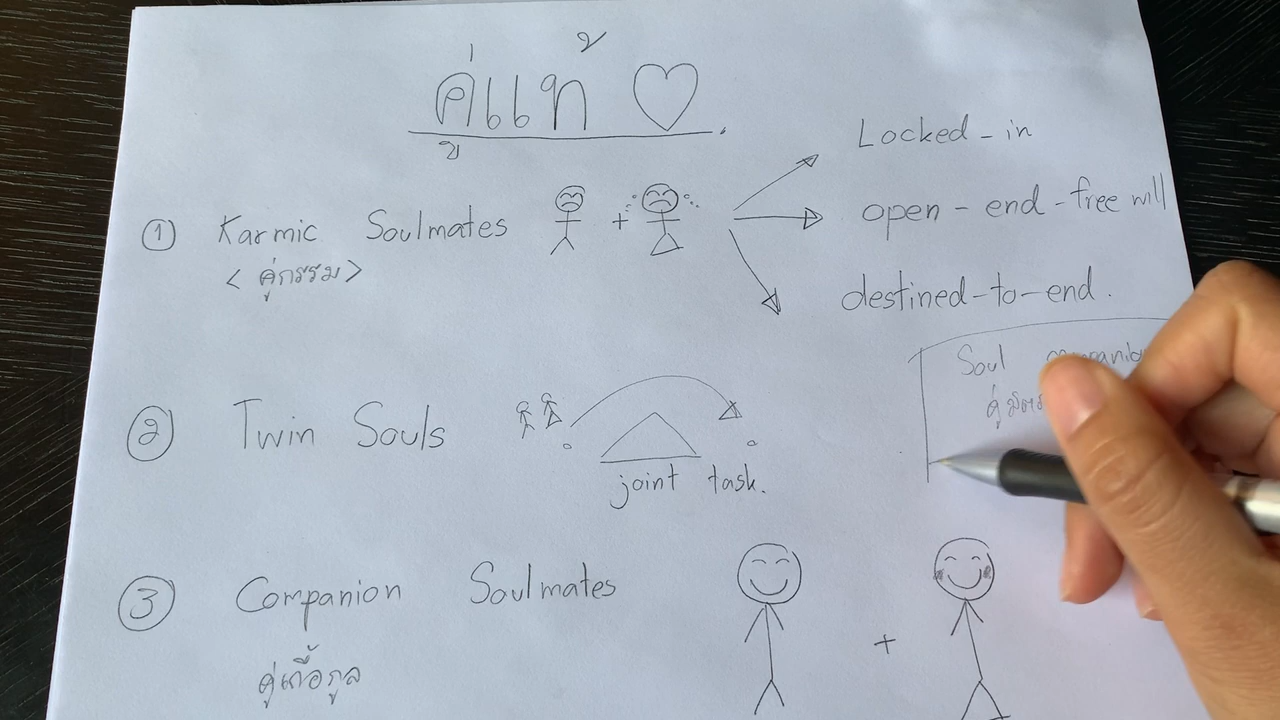 คู่แท้
① Karmic Soulmates
< คู่กรรม >
+
Locked-in
open-end-free will
destined-to-end.
② Twin Souls
joint task.
Soul
③ Companion Soulmates
คู่เกื้อกูล
+